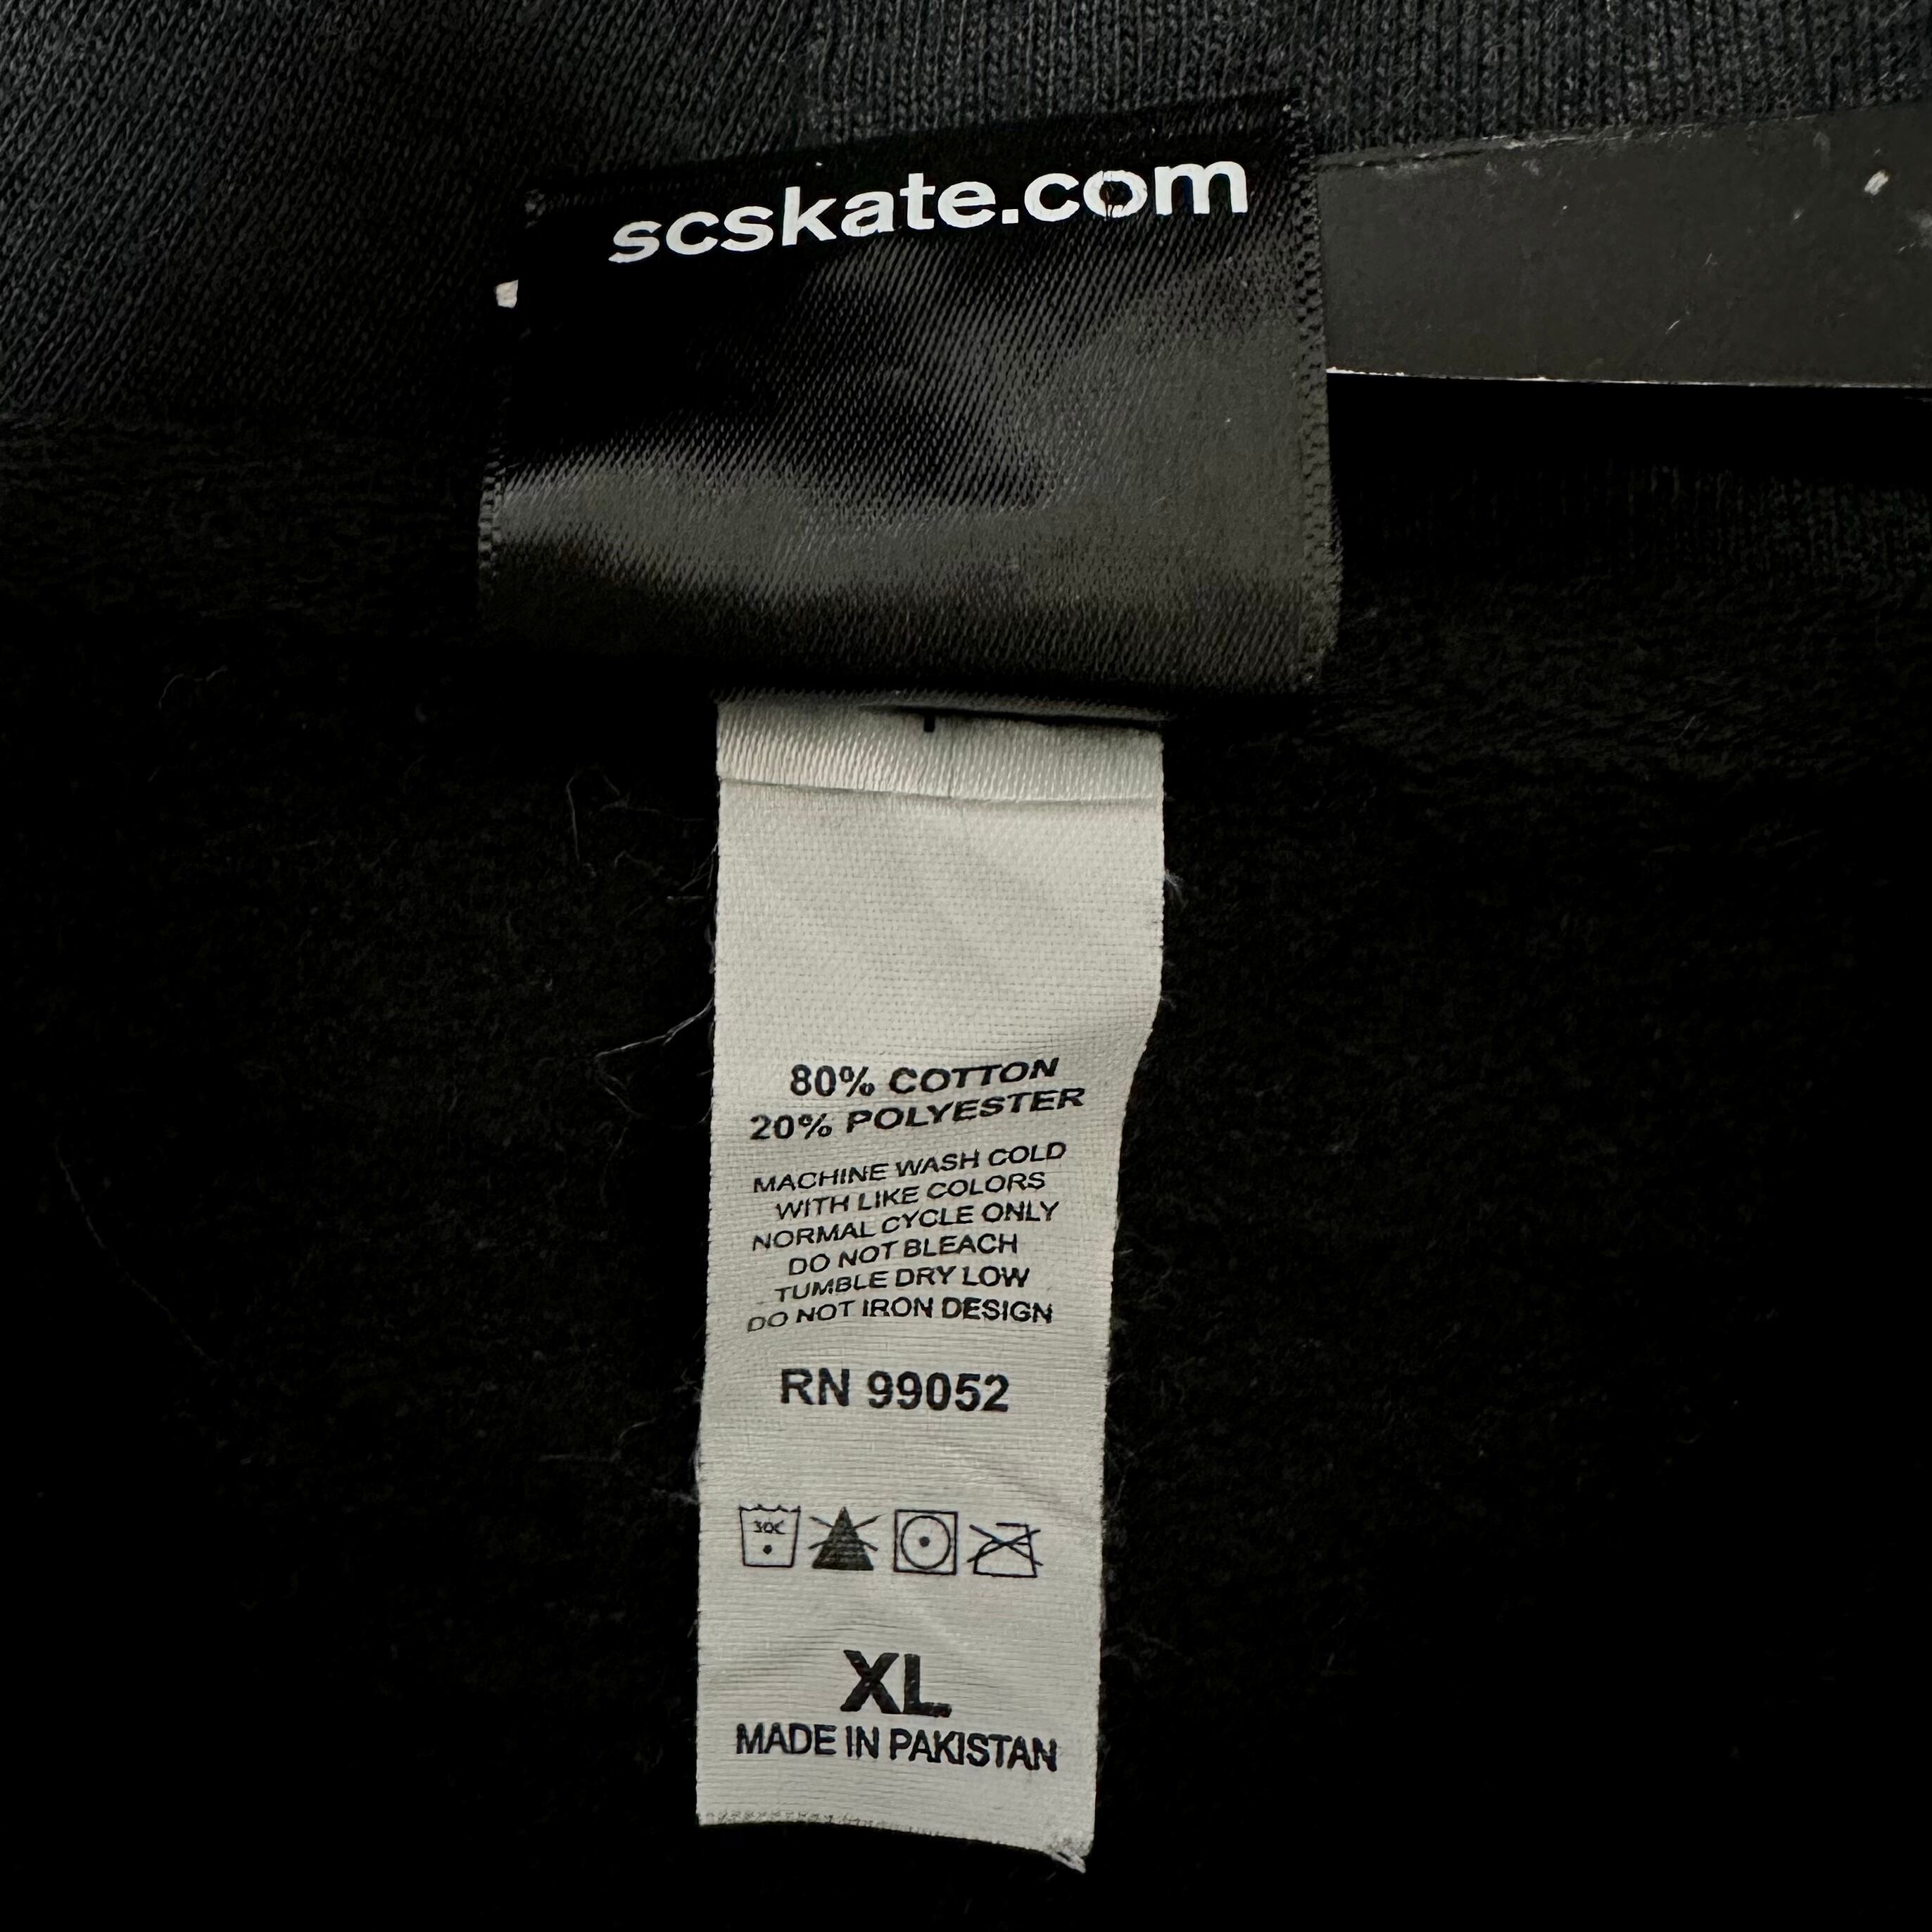 scskate.com
80% COTTON
20% POLYESTER
MACHINE WASH COLD
WITH LIKE COLORS
NORMAL CYCLE ONLY
DO NOT BLEACH
TUMBLE DRY LOW
DO NOT IRON DESIGN
RN 99052
30C
XL
MADE IN PAKISTAN